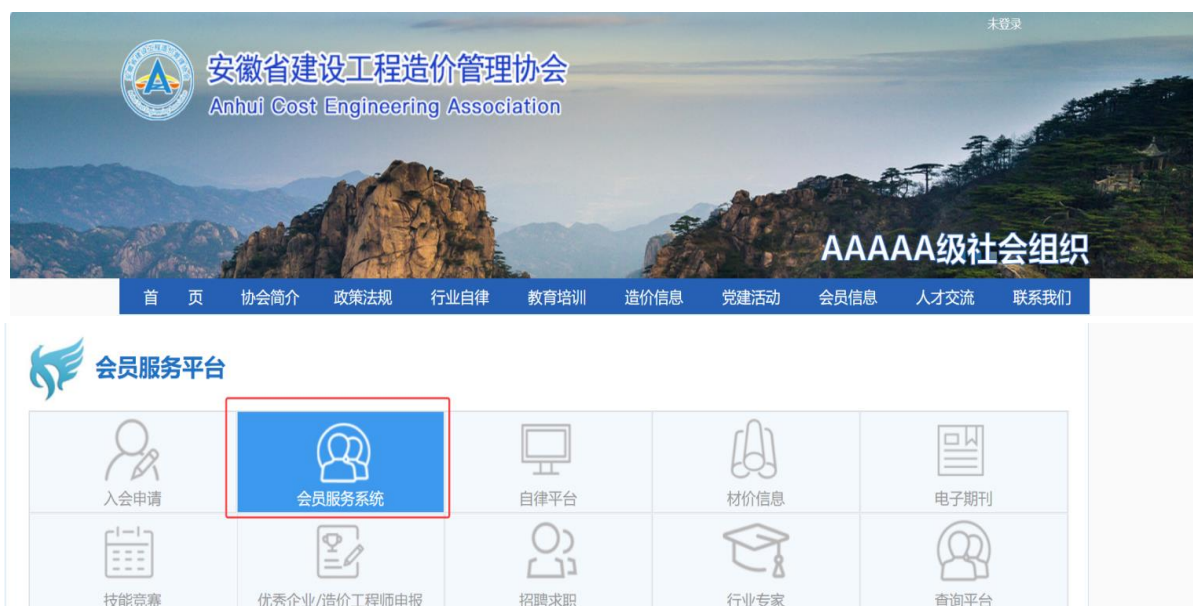 未登录
安徽省建设工程造价管理协会
Anhui Cost Engineering Association
AAAAA级社会组织
首 页 协会简介 政策法规 行业自律 教育培训 造价信息 党建活动 会员信息 人才交流 联系我们
会员服务平台
入会申请 会员服务系统 自律平台 材价信息 电子期刊
技能竞赛 优秀企业/造价工程师申报 招聘求职 行业专家 查询平台